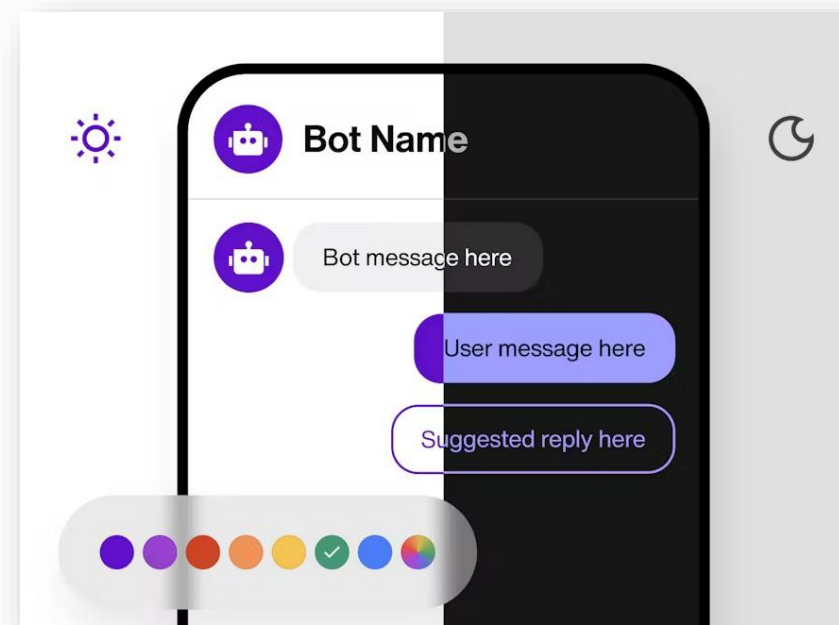 Bot Name
Bot message here
User message here
Suggested reply here